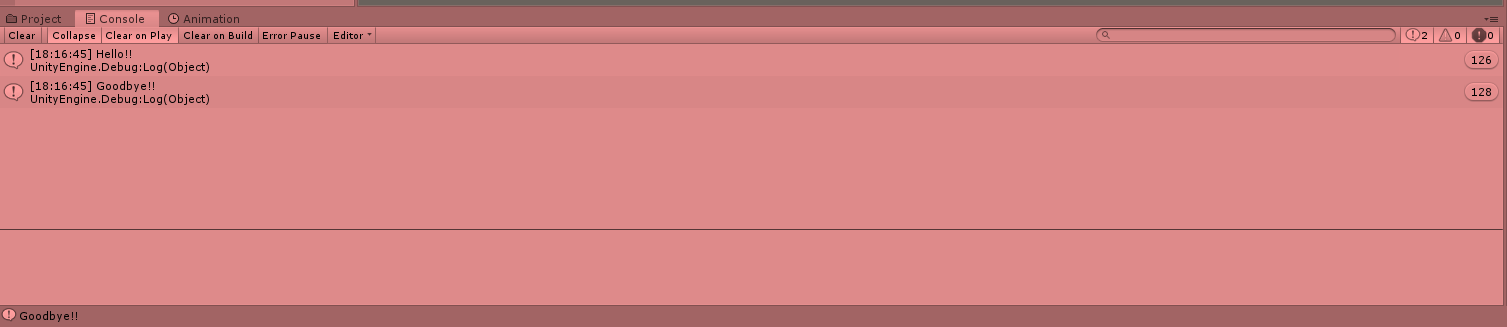 Project Console Animation
Clear Collapse Clear on Play Clear on Build Error Pause Editor 2 0 0
[18:16:45] Hello!!
UnityEngine.Debug:Log(Object)
126
[18:16:45] Goodbye!!
UnityEngine.Debug:Log(Object)
128
Goodbye!!